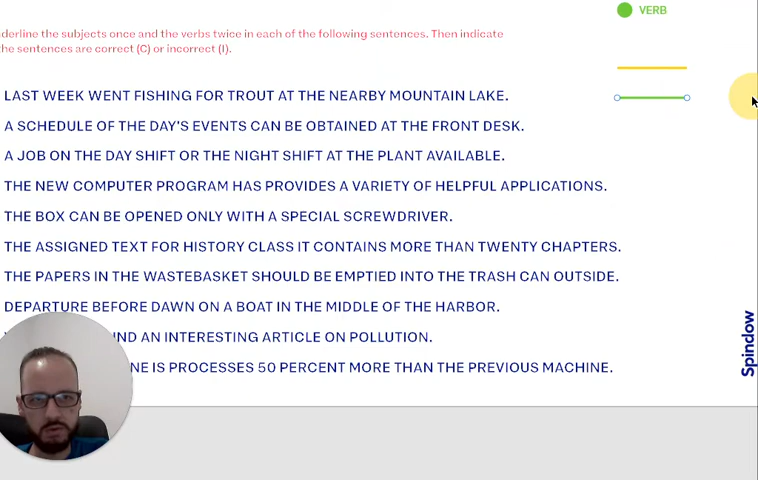 VERB
derline the subjects once and the verbs twice in each of the following sentences. Then indicate
the sentences are correct (C) or incorrect (I).
LAST WEEK WENT FISHING FOR TROUT AT THE NEARBY MOUNTAIN LAKE.
A SCHEDULE OF THE DAY'S EVENTS CAN BE OBTAINED AT THE FRONT DESK.
A JOB ON THE DAY SHIFT OR THE NIGHT SHIFT AT THE PLANT AVAILABLE.
THE NEW COMPUTER PROGRAM HAS PROVIDES A VARIETY OF HELPFUL APPLICATIONS.
THE BOX CAN BE OPENED ONLY WITH A SPECIAL SCREWDRIVER.
THE ASSIGNED TEXT FOR HISTORY CLASS IT CONTAINS MORE THAN TWENTY CHAPTERS.
THE PAPERS IN THE WASTEBASKET SHOULD BE EMPTIED INTO THE TRASH CAN OUTSIDE.
DEPARTURE BEFORE DAWN ON A BOAT IN THE MIDDLE OF THE HARBOR.
ND AN INTERESTING ARTICLE ON POLLUTION.
NE IS PROCESSES 50 PERCENT MORE THAN THE PREVIOUS MACHINE.
Spindow